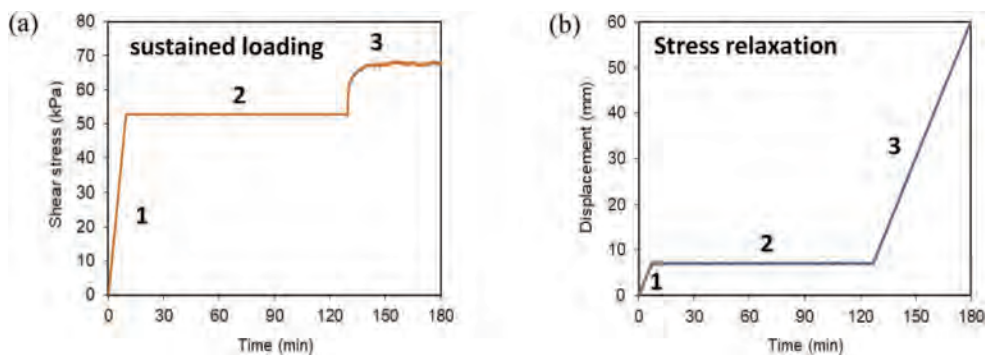 (a)
sustained loading
80
70
60
50
40
30
20
10
0
Shear stress (kPa)
1
2
3
0 30 60 90 120 150 180
Time (min)
(b)
Stress relaxation
60
50
40
30
20
10
0
Displacement (mm)
1
2
3
0 30 60 90 120 150 180
Time (min)